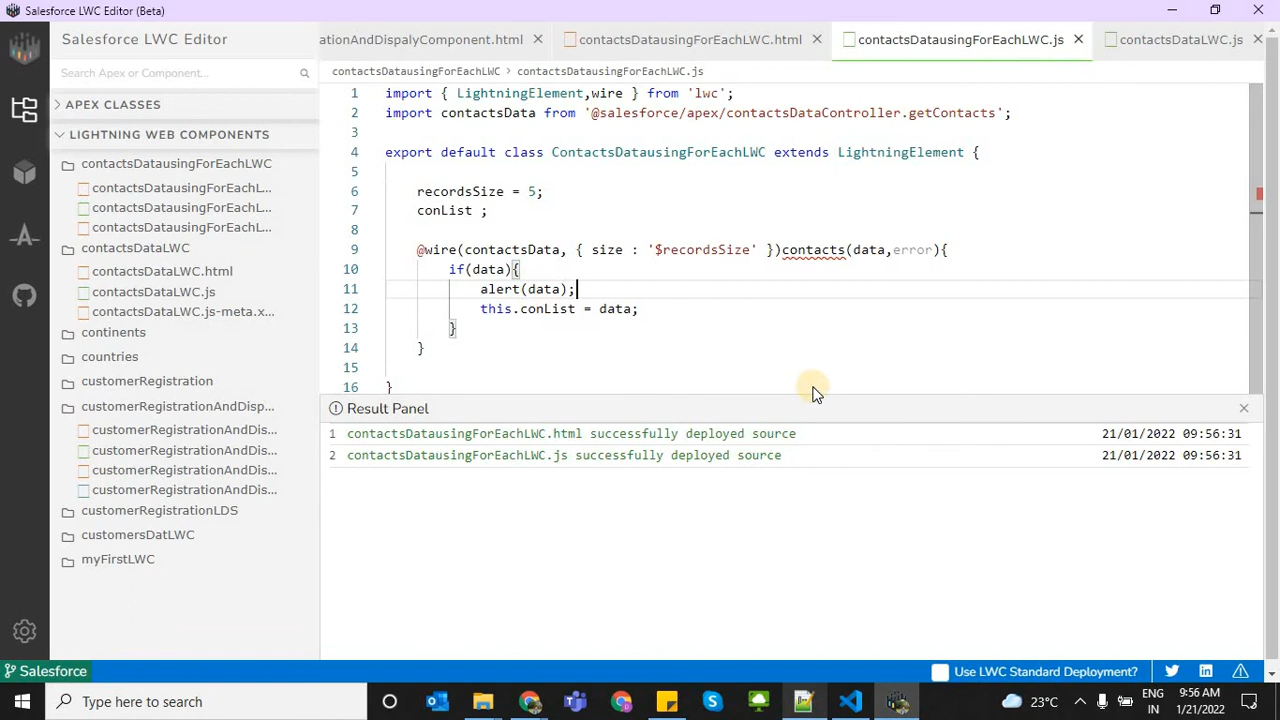 Salesforce LWC Editor (Beta)
Salesforce LWC Editor
ationAndDispalyComponent.html
contactsDatausingForEachLWC.html
contactsDatausingForEachLWC.js
contactsDataLWC.js
Search Apex or Component...
contactsDatausingForEachLWC > contactsDatausingForEachLWC.js
APEX CLASSES
LIGHTNING WEB COMPONENTS
contactsDatausingForEachLWC
contactsDatausingForEachL...
contactsDatausingForEachL...
contactsDatausingForEachL...
contactsDataLWC
contactsDataLWC.html
contactsDataLWC.js
contactsDataLWC.js-meta.x...
continents
countries
customerRegistration
customerRegistrationAndDisp...
customerRegistrationAndDis...
customerRegistrationAndDis...
customerRegistrationAndDis...
customerRegistrationAndDis...
customerRegistrationLDS
customersDatLWC
myFirstLWC
1 import { LightningElement,wire } from 'lwc';
2 import contactsData from '@salesforce/apex/contactsDataController.getContacts';
3
4 export default class ContactsDatausingForEachLWC extends LightningElement {
5
6 recordsSize = 5;
7 conList ;
8
9 @wire(contactsData, { size : '$recordsSize' })contacts(data,error){
10 if(data){
11 alert(data);
12 this.conList = data;
13 }
14 }
15
16 }
Result Panel
1 contactsDatausingForEachLWC.html successfully deployed source 21/01/2022 09:56:31
2 contactsDatausingForEachLWC.js successfully deployed source 21/01/2022 09:56:31
Salesforce
Use LWC Standard Deployment?
Type here to search
23°C
ENG
IN
9:56 AM
1/21/2022